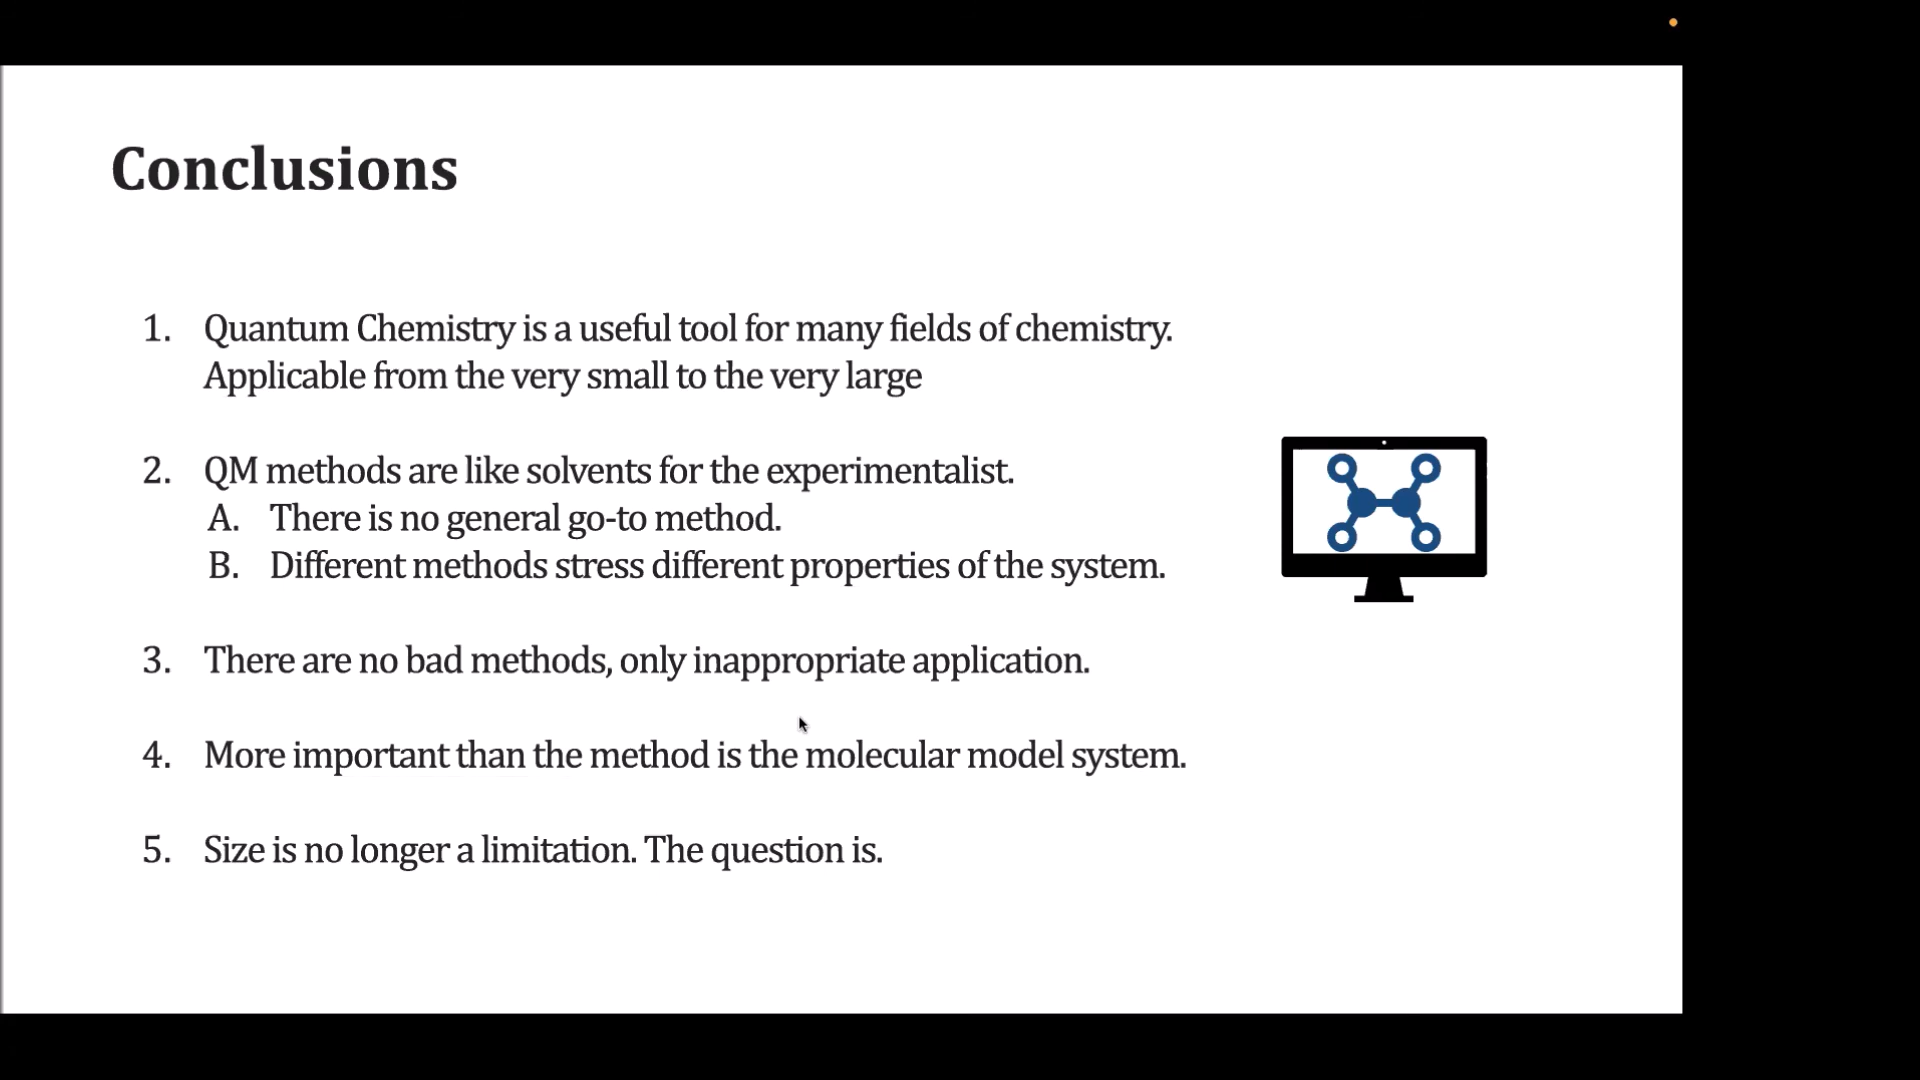 Conclusions
1. Quantum Chemistry is a useful tool for many fields of chemistry.
Applicable from the very small to the very large
2. QM methods are like solvents for the experimentalist.
A. There is no general go-to method.
B. Different methods stress different properties of the system.
3. There are no bad methods, only inappropriate application.
4. More important than the method is the molecular model system.
5. Size is no longer a limitation. The question is.